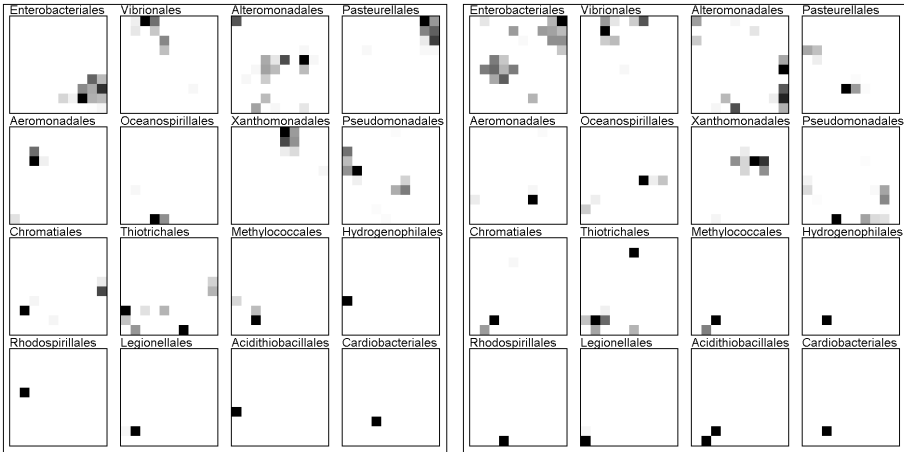 Enterobacteriales Vibrionales Alteromonadales Pasteurellales
Aeromonadales Oceanospirillales Xanthomonadales Pseudomonadales
Chromatiales Thiotrichales Methylococcales Hydrogenophilales
Rhodospirillales Legionellales Acidithiobacillales Cardiobacteriales
Enterobacteriales Vibrionales Alteromonadales Pasteurellales
Aeromonadales Oceanospirillales Xanthomonadales Pseudomonadales
Chromatiales Thiotrichales Methylococcales Hydrogenophilales
Rhodospirillales Legionellales Acidithiobacillales Cardiobacteriales